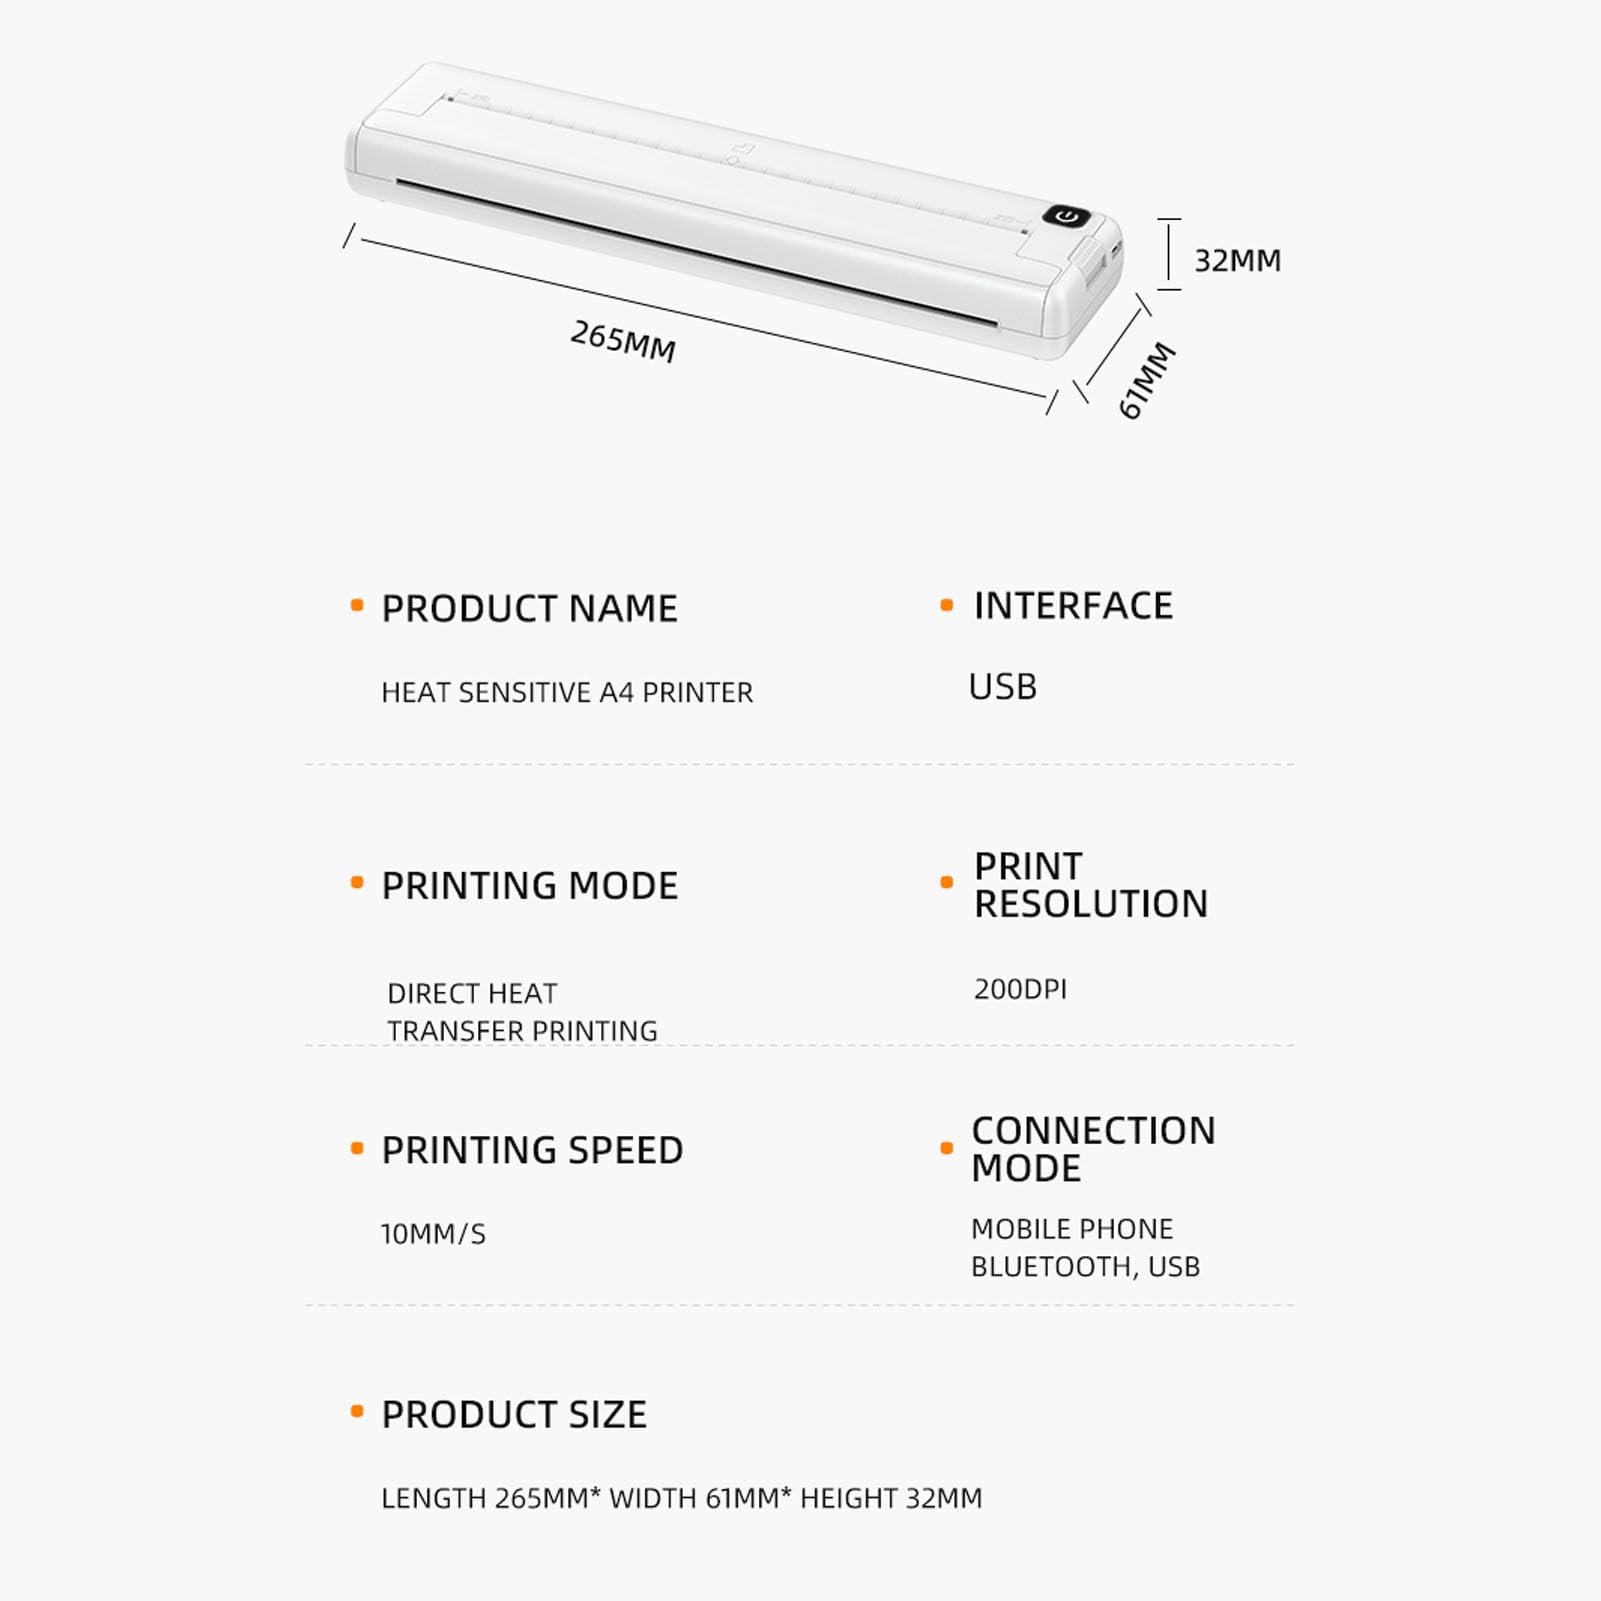 32MM
265MM
61MM
PRODUCT NAME
HEAT SENSITIVE A4 PRINTER
INTERFACE
USB
PRINTING MODE
DIRECT HEAT
TRANSFER PRINTING
PRINT
RESOLUTION
200DPI
PRINTING SPEED
10MM/S
CONNECTION
MODE
MOBILE PHONE
BLUETOOTH, USB
PRODUCT SIZE
LENGTH 265MM* WIDTH 61MM* HEIGHT 32MM